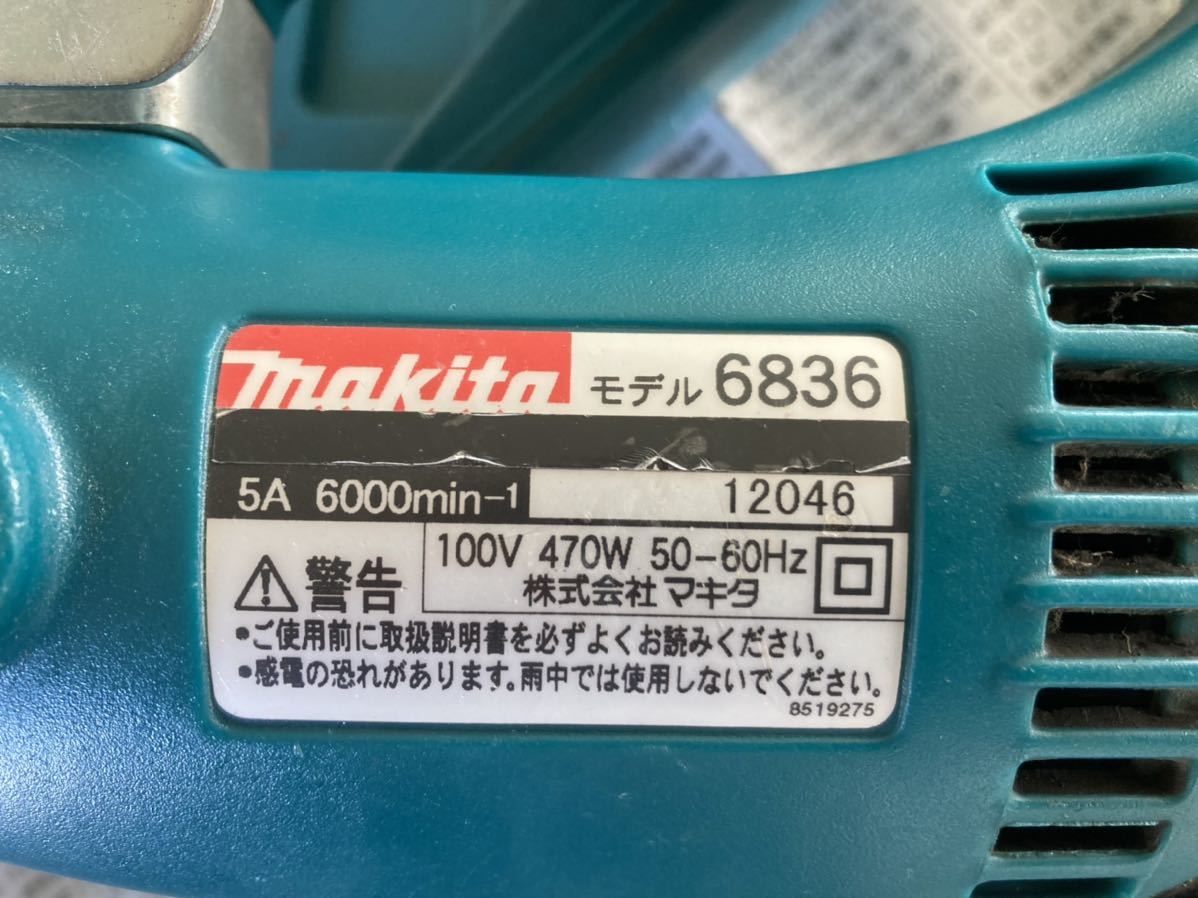 makita モデル 6836
5A 6000min-1 12046
100V 470W 50-60Hz
株式会社 マキタ
警告
•ご使用前に取扱説明書を必ずよくお読みください。
•感電の恐れがあります。雨中では使用しないでください。
8519275